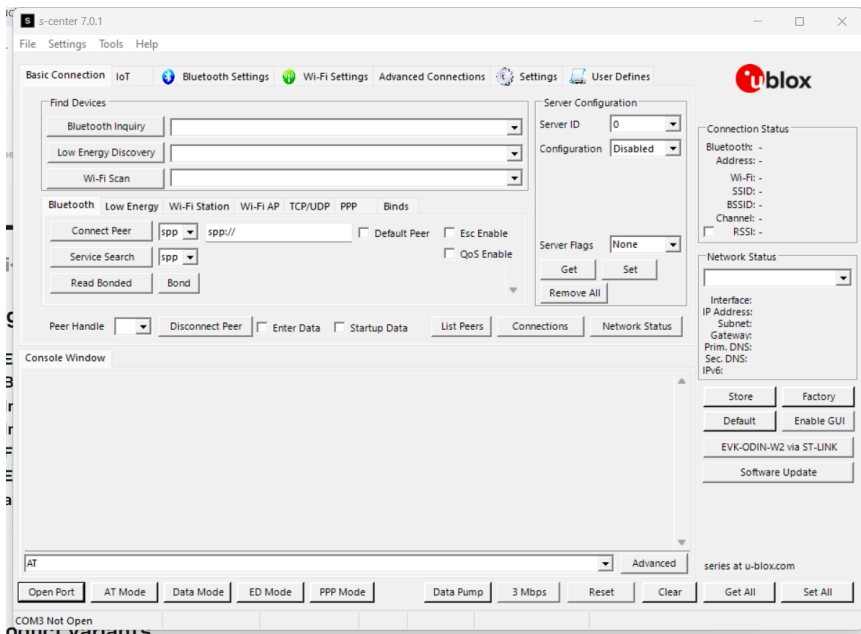 s-center 7.0.1
File Settings Tools Help
Basic Connection IoT Bluetooth Settings Wi-Fi Settings Advanced Connections Settings User Defines
ublox
Find Devices
Bluetooth Inquiry
Low Energy Discovery
Wi-Fi Scan
Server Configuration
Server ID 0
Configuration Disabled
Server Flags None
Get Set
Remove All
Bluetooth Low Energy Wi-Fi Station Wi-Fi AP TCP/UDP PPP Binds
Connect Peer spp spp:// Default Peer Esc Enable
Service Search spp QoS Enable
Read Bonded Bond
Peer Handle Disconnect Peer Enter Data Startup Data List Peers Connections Network Status
Connection Status
Bluetooth: -
Address: -
Wi-Fi: -
SSID: -
BSSID: -
Channel: -
RSSI: -
Network Status
Interface:
IP Address:
Subnet:
Gateway:
Prim. DNS:
Sec. DNS:
IPv6:
Store Factory
Default Enable GUI
EVK-ODIN-W2 via ST-LINK
Software Update
series at u-blox.com
Console Window
AT Advanced
Open Port AT Mode Data Mode ED Mode PPP Mode Data Pump 3 Mbps Reset Clear Get All Set All
COM3 Not Open